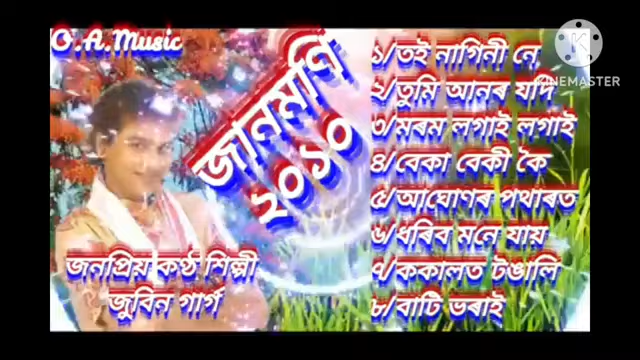 O.A.Music
জানমণি
২০১০
জনপ্ৰিয় কণ্ঠ শিল্পী
জুবিন গাৰ্গ
১/তই নাগিনী নে
২/তুমি আনৰ যদি
৩/মৰম লগাই লগাই
৪/বেকা বেকী কৈ
৫/আঘোণৰ পথাৰত
৬/ধৰিব মনে যায়
৭/ককালত টঙালি
৮/বাটি ভৰাই
KINEMASTER